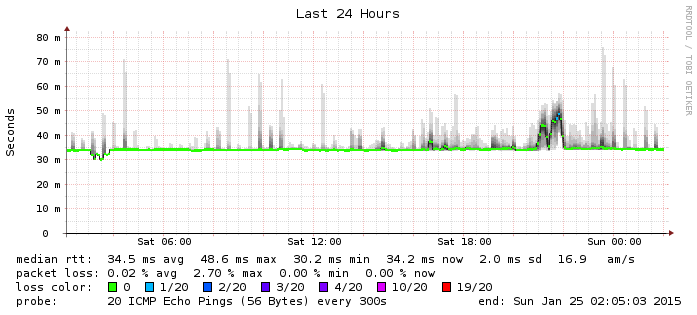 Last 24 Hours
RRDTOOL / TOBI OETIKER
Seconds
80 m
70 m
60 m
50 m
40 m
30 m
20 m
10 m
0
Sat 06:00 Sat 12:00 Sat 18:00 Sun 00:00
median rtt: 34.5 ms avg 48.6 ms max 30.2 ms min 34.2 ms now 2.0 ms sd 16.9 am/s
packet loss: 0.02 % avg 2.70 % max 0.00 % min 0.00 % now
loss color: 0 1/20 2/20 3/20 4/20 10/20 19/20
probe: 20 ICMP Echo Pings (56 Bytes) every 300s end: Sun Jan 25 02:05:03 2015